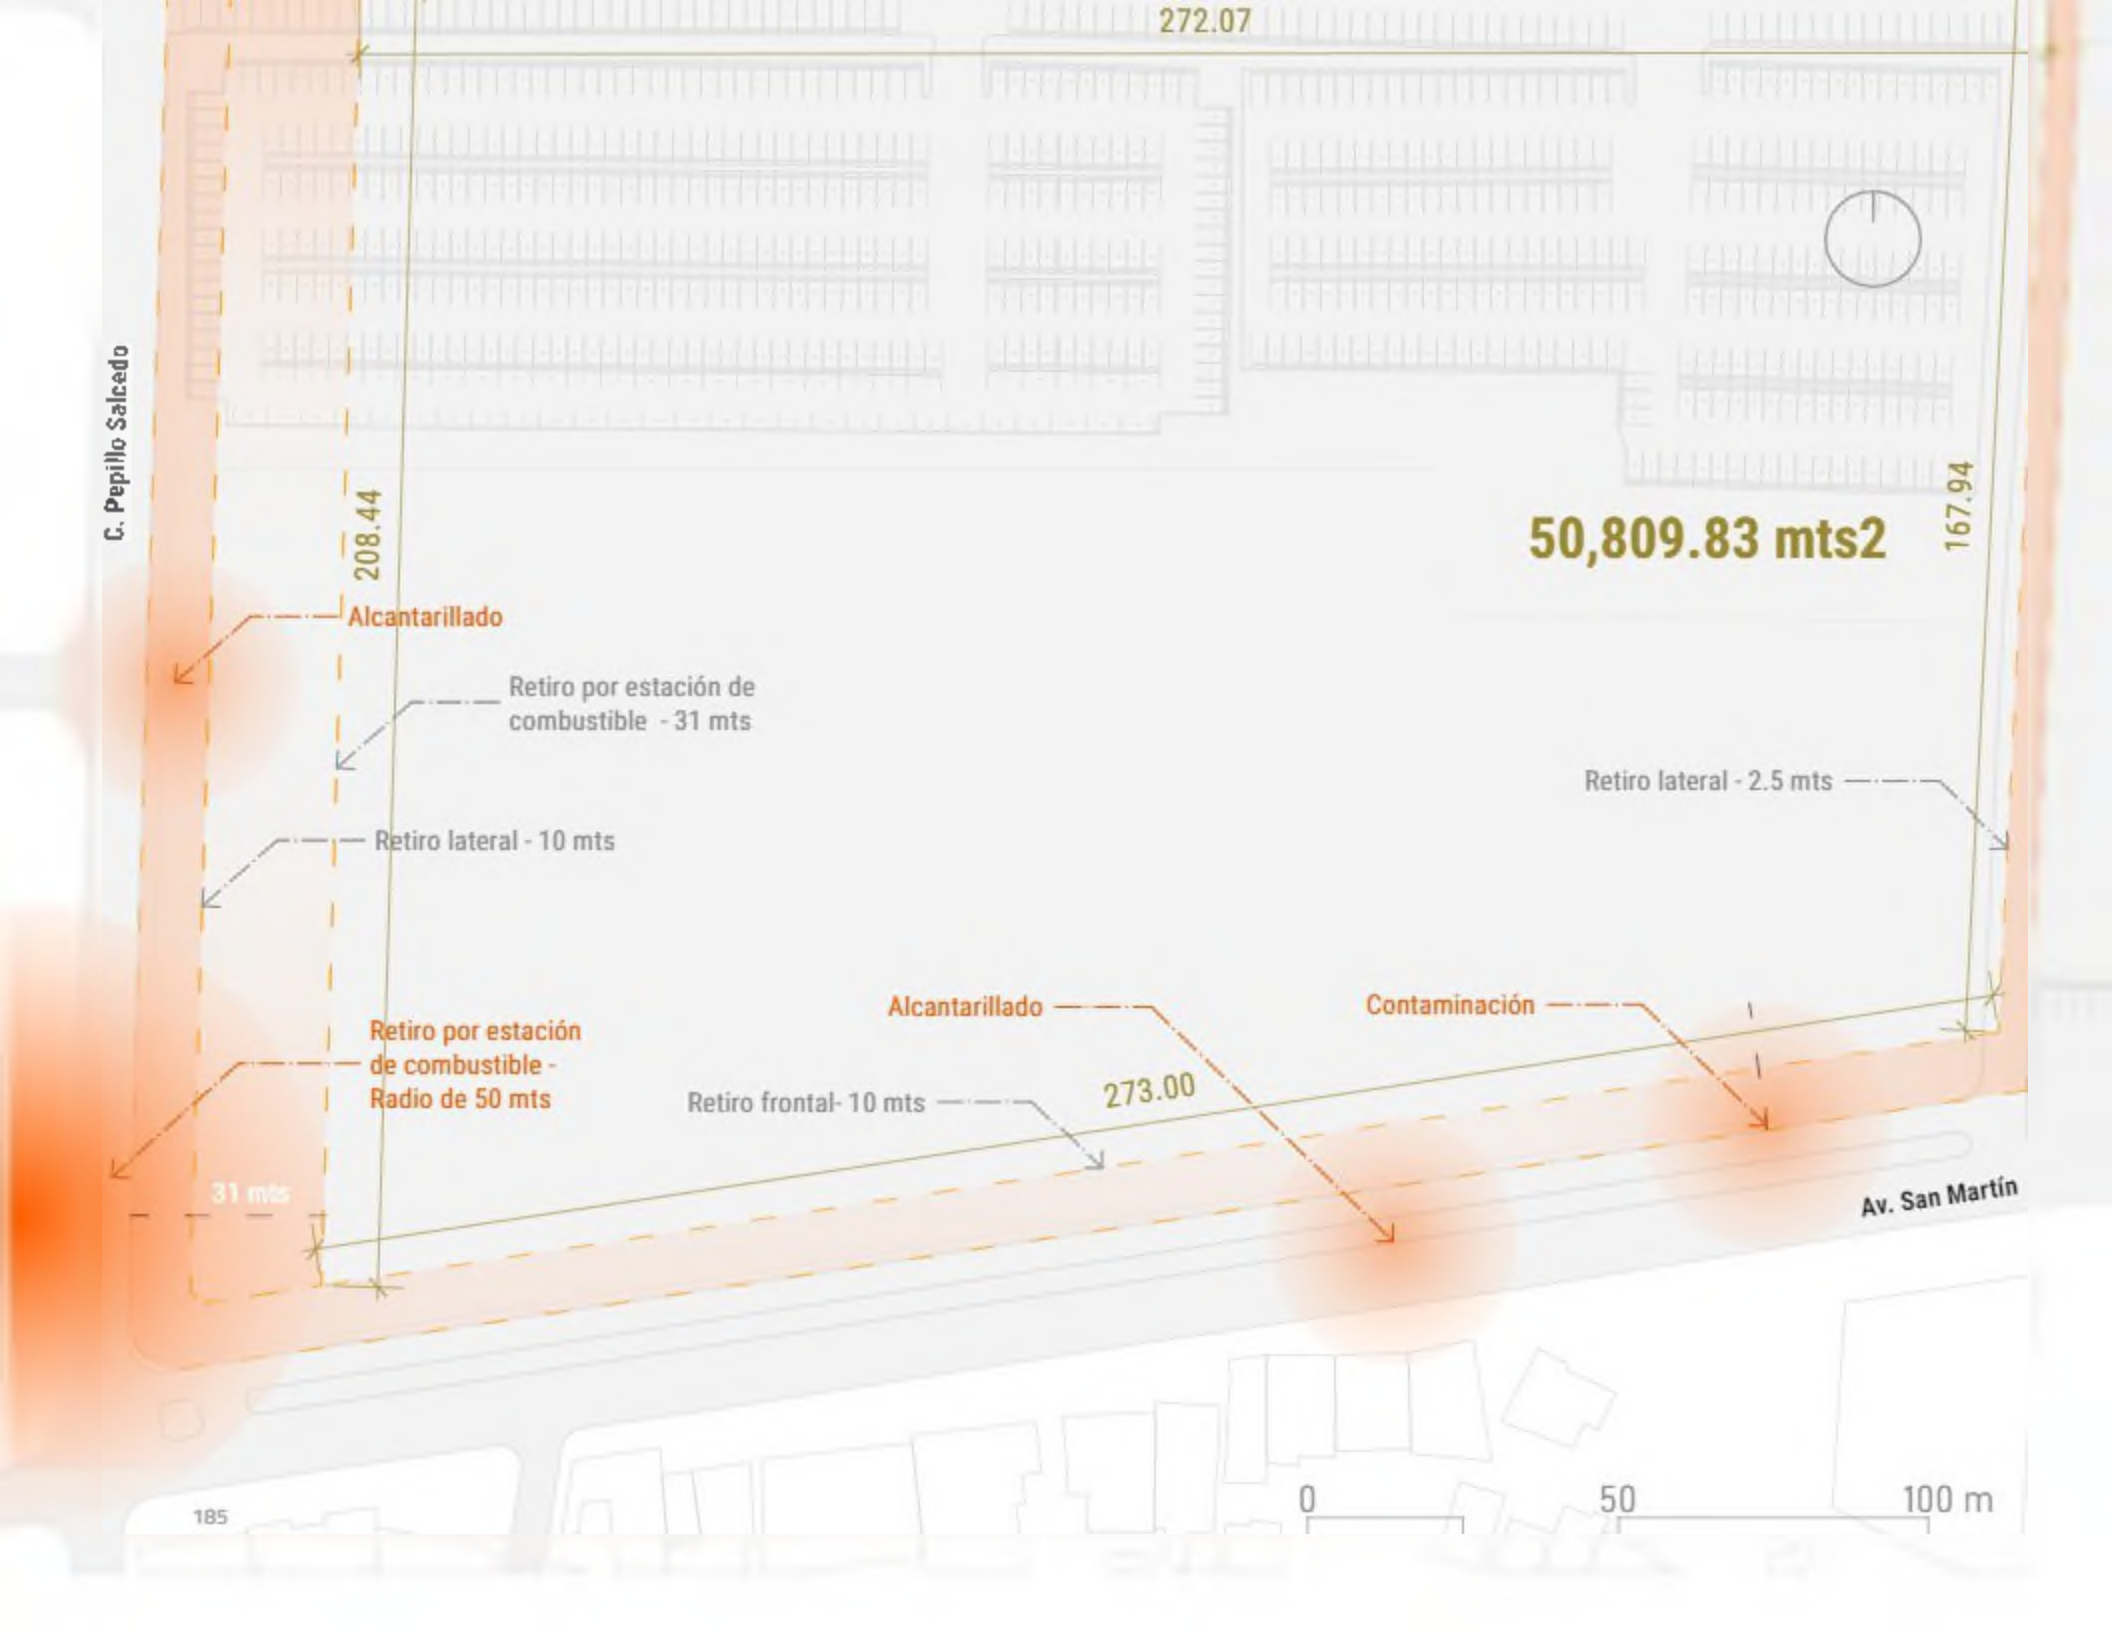 272.07
C. Pepillo Salcedo
208.44
167.94
50,809.83 mts2
Alcantarillado
Retiro por estación de
combustible - 31 mts
Retiro lateral - 2.5 mts
Retiro lateral - 10 mts
Alcantarillado
Contaminación
Retiro por estación
de combustible -
Radio de 50 mts
273.00
Retiro frontal- 10 mts
31 mts
Av. San Martín
0 50 100 m
185